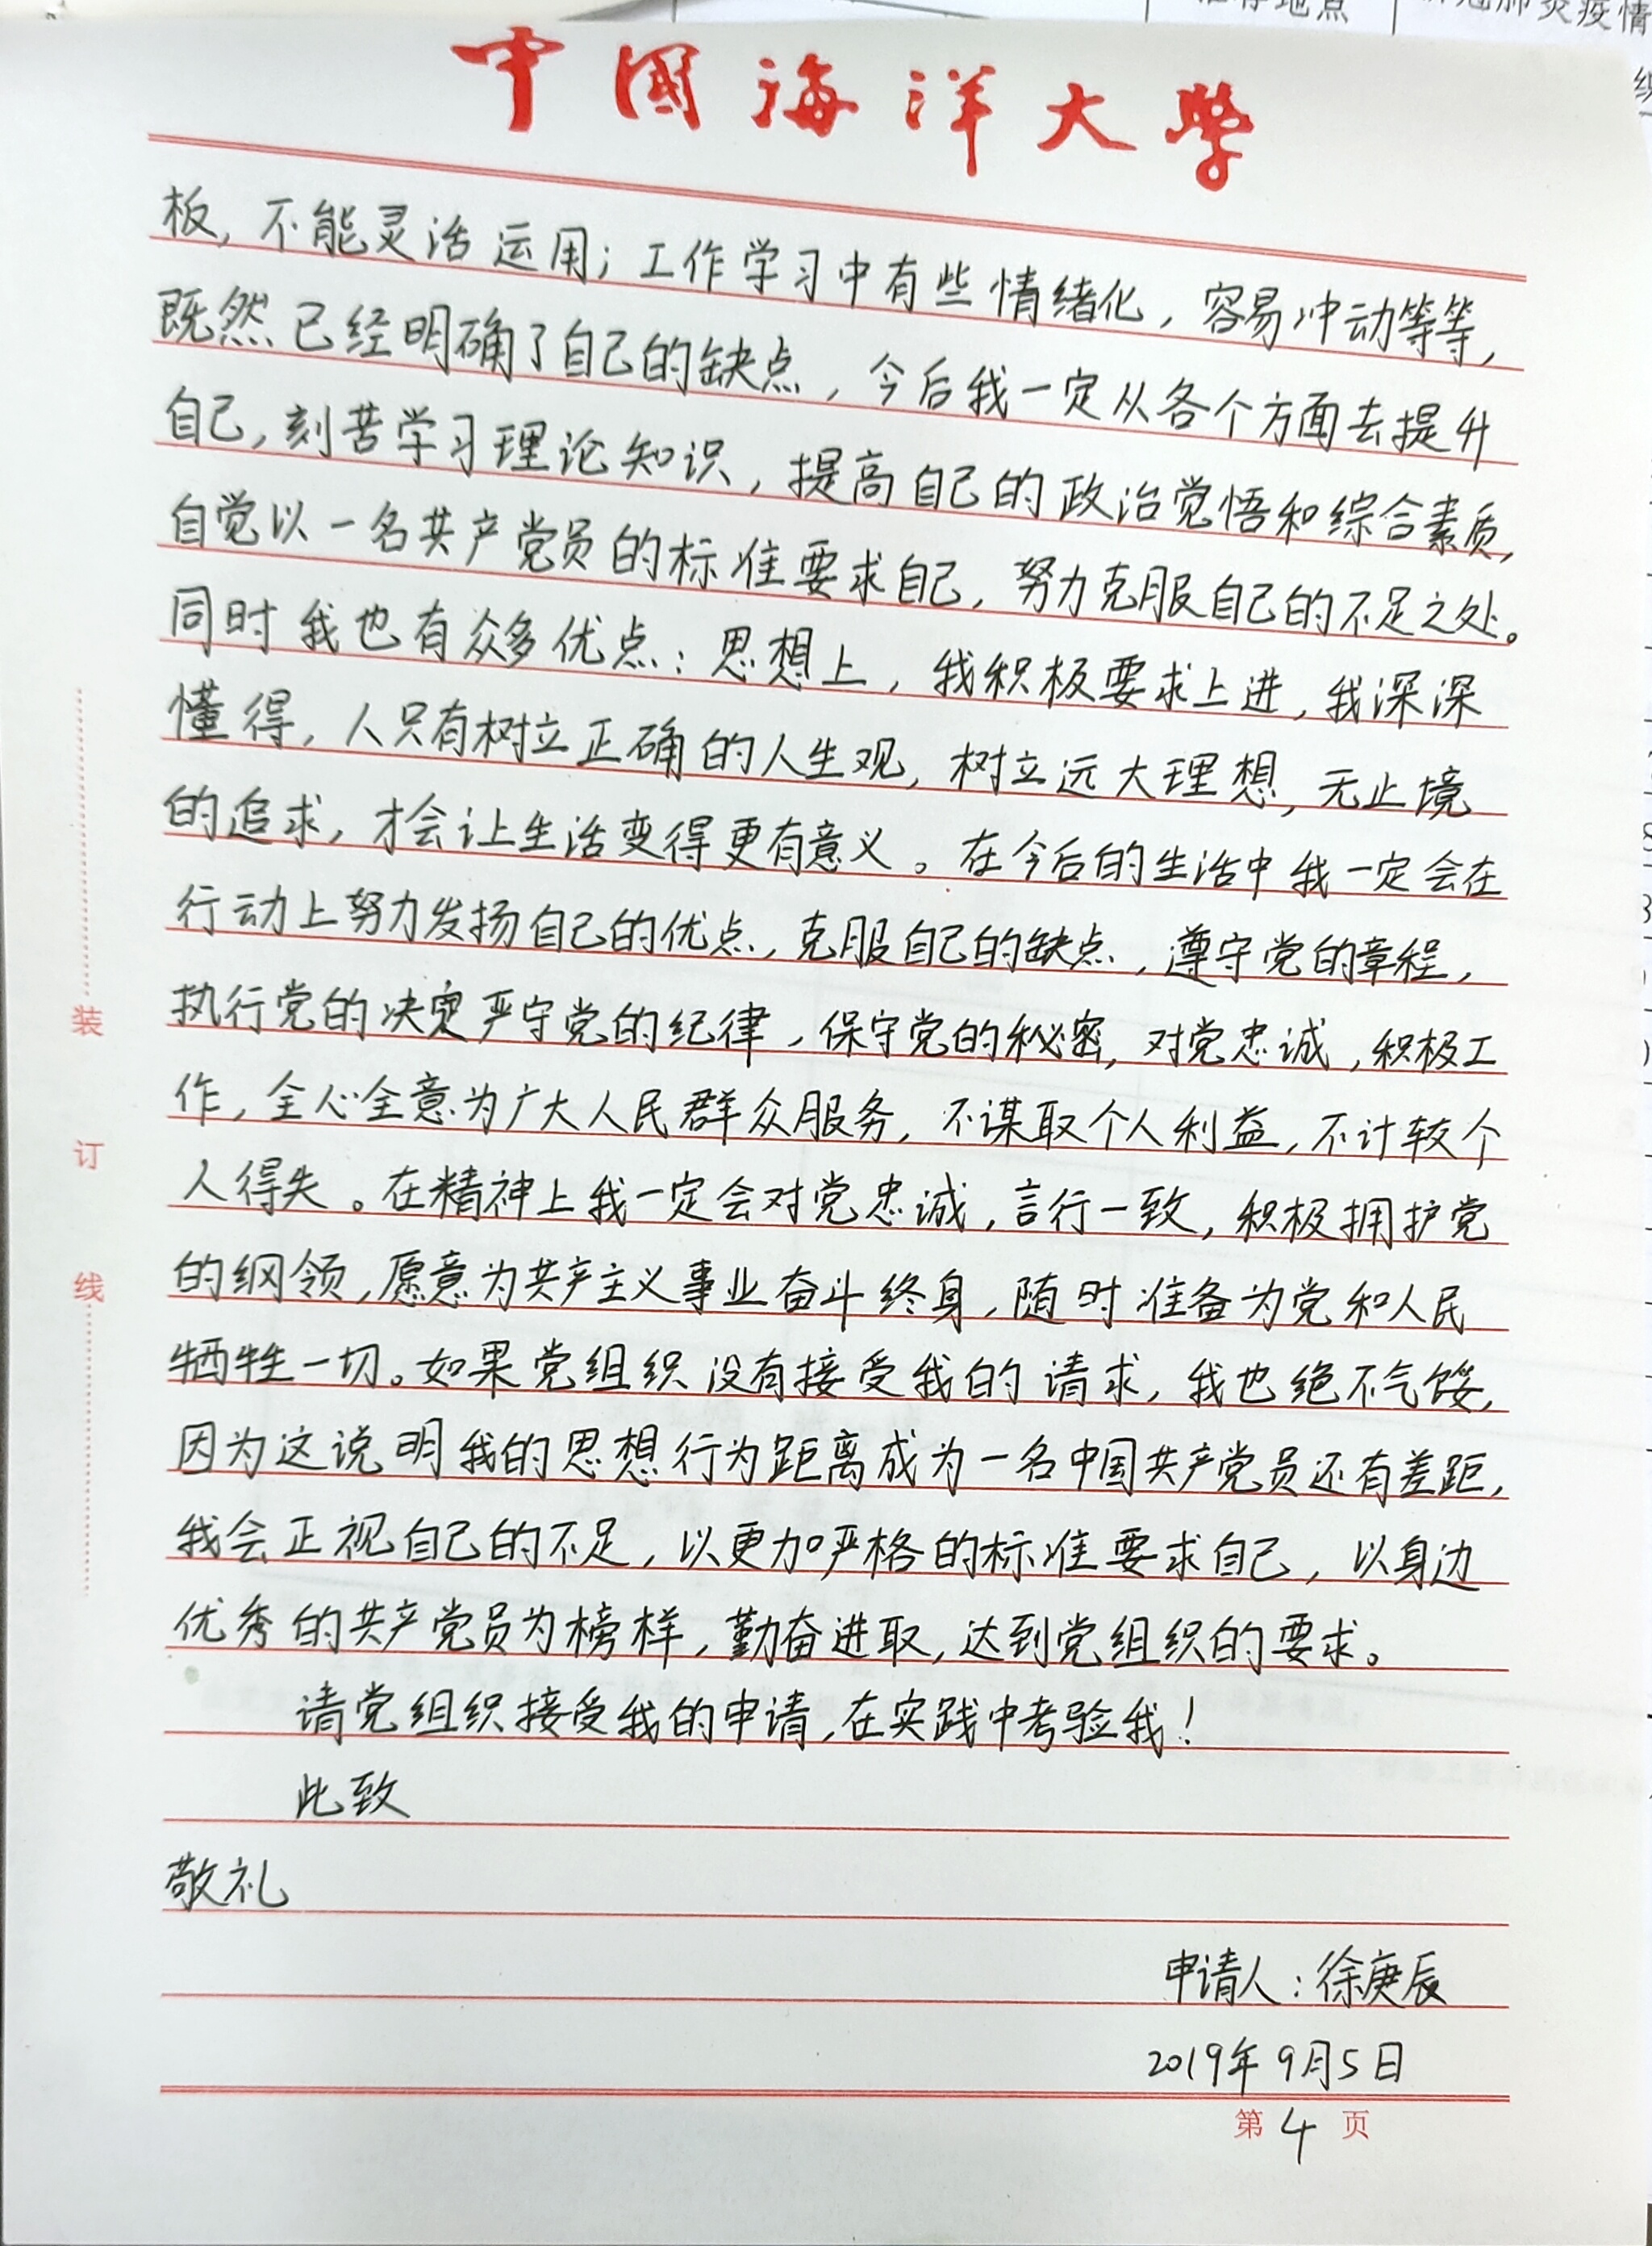 中国海洋大学
板，不能灵活运用；工作学习中有些情绪化，容易冲动等等，
既然已经明确了自己的缺点，今后我一定从各个方面去提升
自己，刻苦学习理论知识，提高自己的政治觉悟和综合素质，
自觉以一名共产党员的标准要求自己，努力克服自己的不足之处。
同时我也有众多优点：思想上，我积极要求上进，我深深
懂得，人只有树立正确的人生观，树立远大理想，无止境
的追求，才会让生活变得更有意义。在今后的生活中我一定会在
行动上努力发扬自己的优点，克服自己的缺点，遵守党的章程，
执行党的决定严守党的纪律，保守党的秘密，对党忠诚，积极工
作，全心全意为广大人民群众服务，不谋取个人利益，不计较个
人得失。在精神上我一定会对党忠诚，言行一致，积极拥护党
的纲领，愿意为共产主义事业奋斗终身，随时准备为党和人民
牺牲一切。如果党组织没有接受我的请求，我也绝不气馁，
因为这说明我的思想行为距离成为一名中国共产党员还有差距，
我会正视自己的不足，以更加严格的标准要求自己，以身边
优秀的共产党员为榜样，勤奋进取，达到党组织的要求。
请党组织接受我的申请，在实践中考验我！
此致
敬礼
申请人：徐庚辰
2019年9月5日
第4页
装
订
线